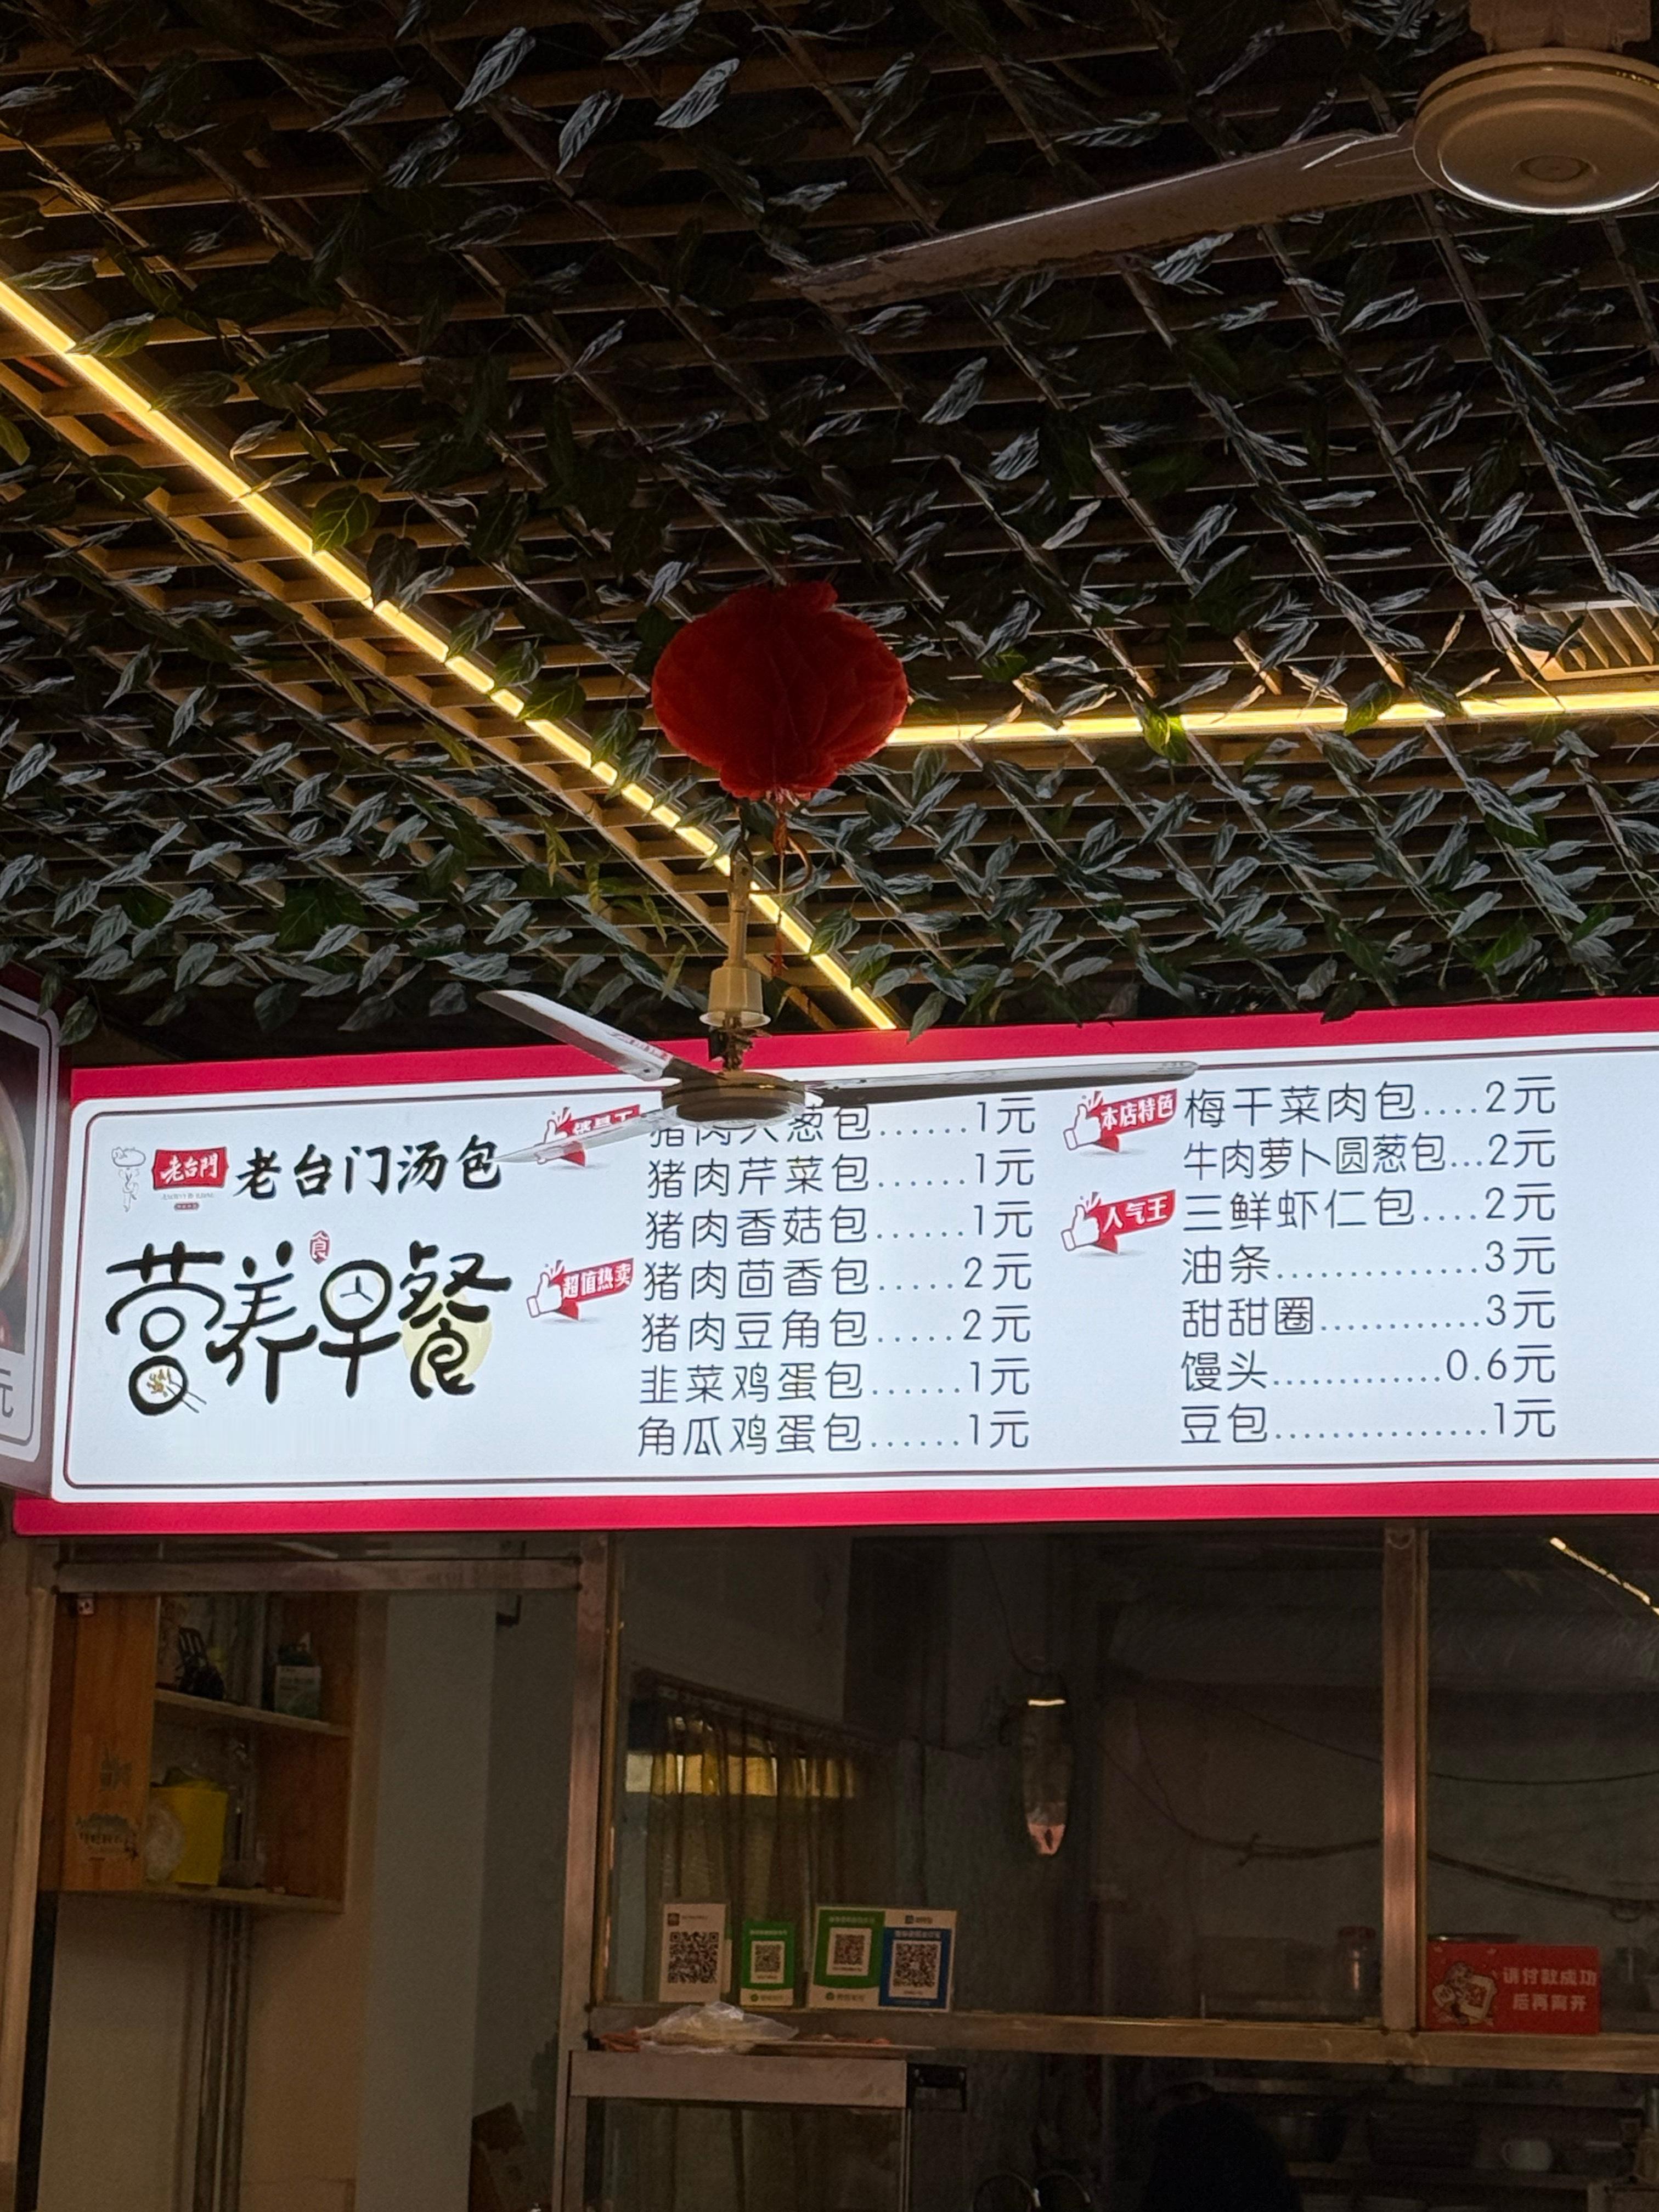 老台門
老台门汤包
营养早餐
食
猪肉大葱包......1元
猪肉芹菜包......1元
猪肉香菇包......1元
超值热卖
猪肉茴香包.....2元
猪肉豆角包.....2元
韭菜鸡蛋包......1元
角瓜鸡蛋包......1元
本店特色
梅干菜肉包....2元
牛肉萝卜圆葱包...2元
人气王
三鲜虾仁包....2元
油条..............3元
甜甜圈............3元
馒头.............0.6元
豆包................1元
元
请付款成功
后再离开